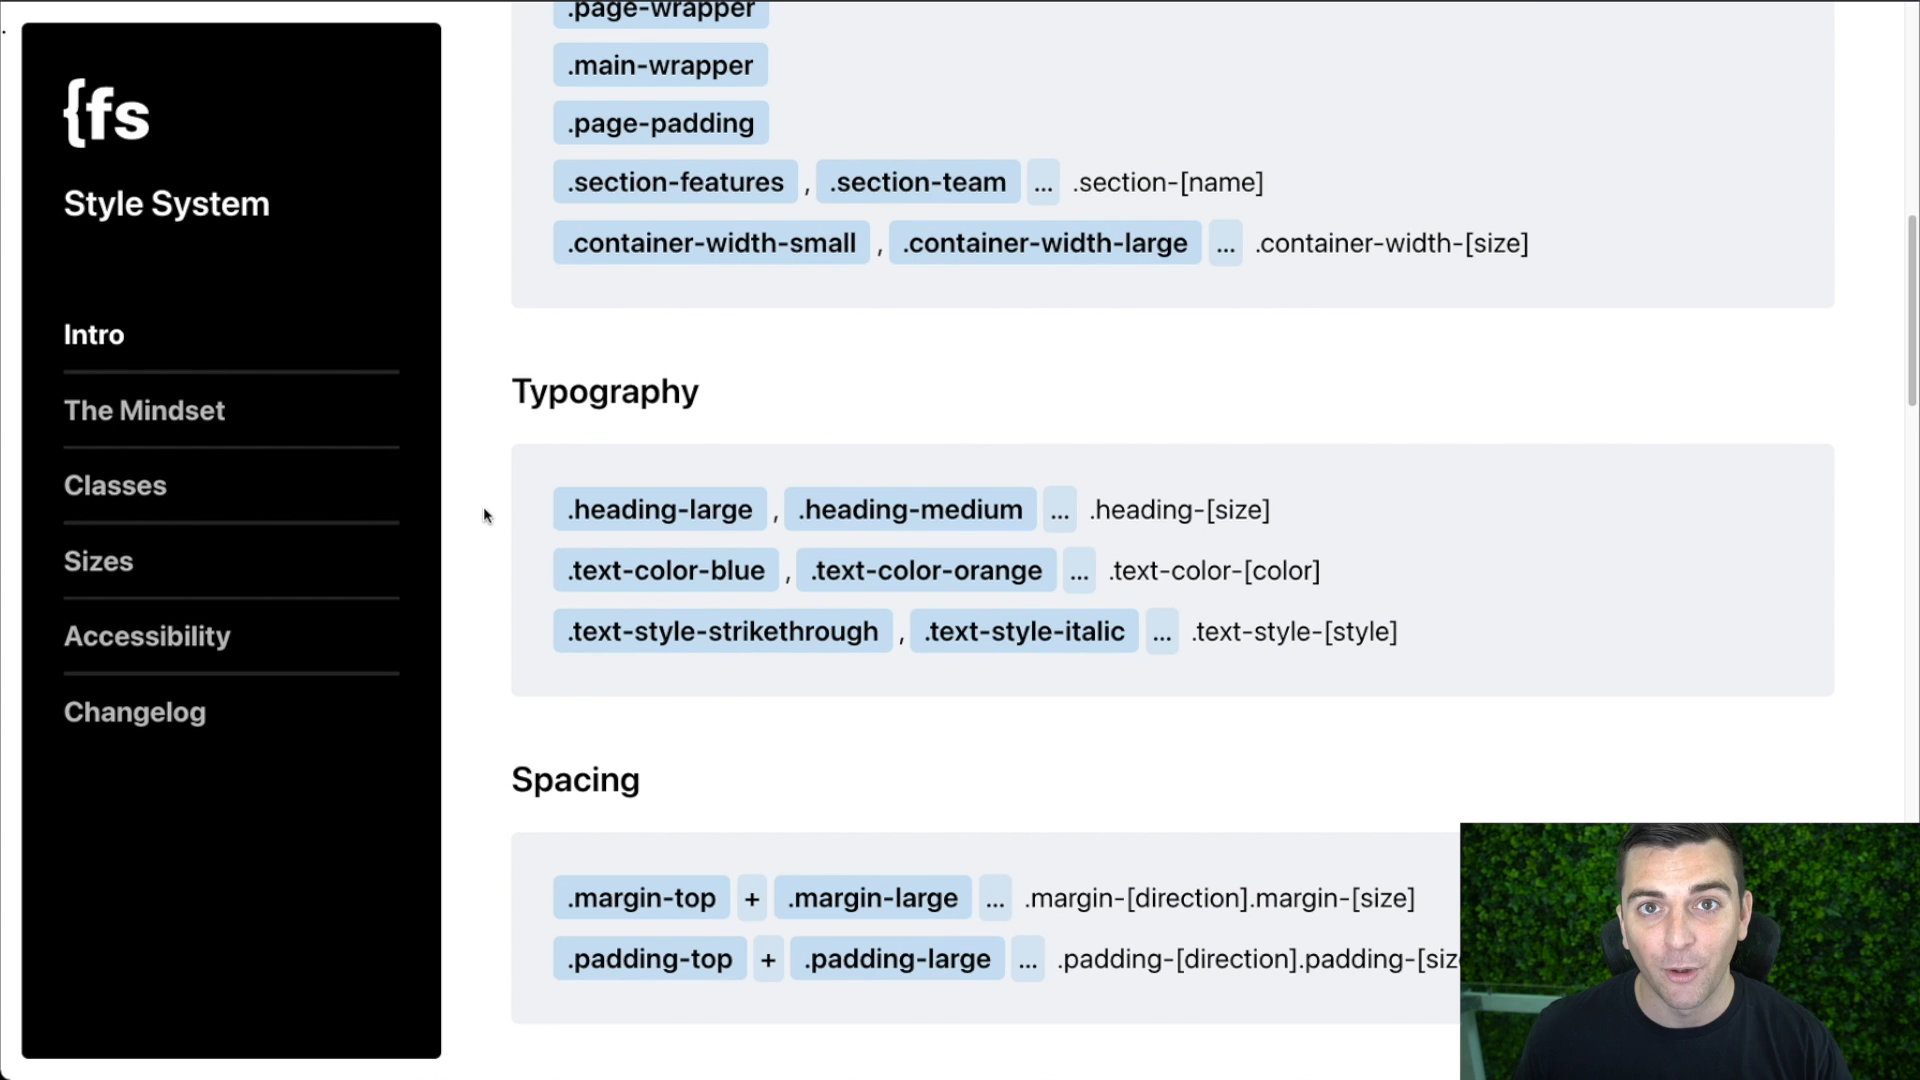 {fs
Style System
Intro
The Mindset
Classes
Sizes
Accessibility
Changelog
.page-wrapper
.main-wrapper
.page-padding
.section-features , .section-team ... .section-[name]
.container-width-small , .container-width-large ... .container-width-[size]
Typography
.heading-large , .heading-medium ... .heading-[size]
.text-color-blue , .text-color-orange ... .text-color-[color]
.text-style-strikethrough , .text-style-italic ... .text-style-[style]
Spacing
.margin-top + .margin-large ... .margin-[direction].margin-[size]
.padding-top + .padding-large ... .padding-[direction].padding-[siz